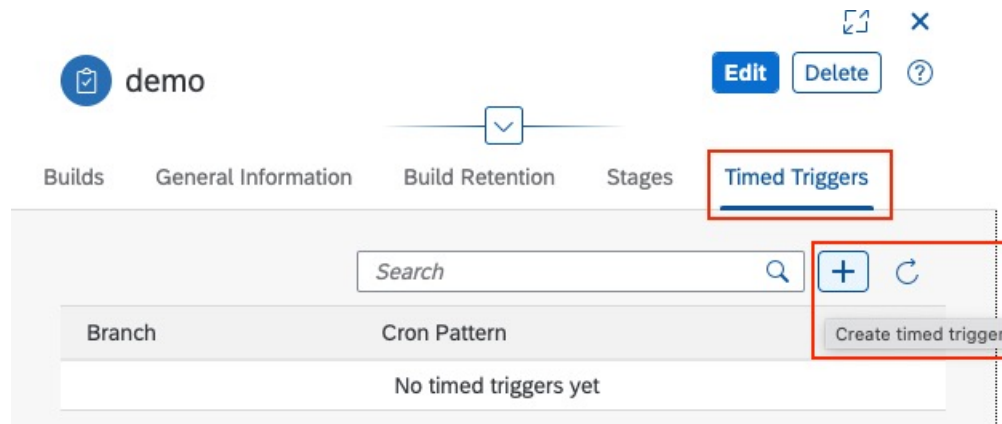 demo
Edit Delete
Builds General Information Build Retention Stages Timed Triggers
Search
Branch Cron Pattern
Create timed trigger
No timed triggers yet